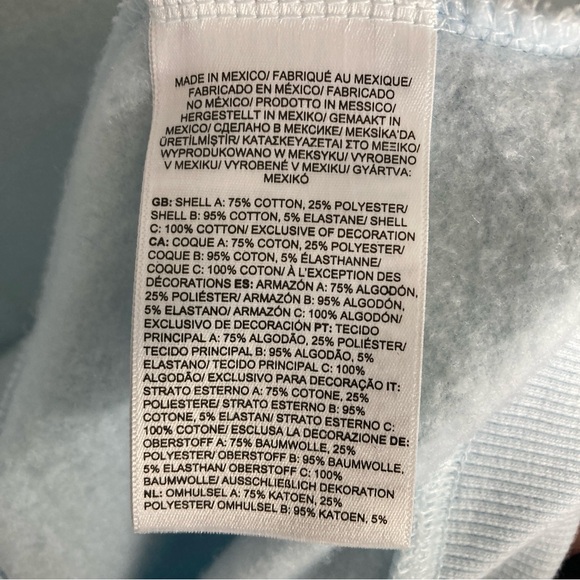 MADE IN MEXICO/ FABRIQUÉ AU MEXIQUE/
FABRICADO EN MÉXICO/ FABRICADO
NO MÉXICO/ PRODOTTO IN MESSICO/
HERGESTELLT IN MEXIKO/ GEMAAKT IN
MEXICO/ СДЕЛАНО В МЕКСИКЕ/ MEKSİKA'DA
ÜRETİLMİŞTİR/ ΚΑΤΑΣΚΕΥΑΖΕΤΑΙ ΣΤΟ ΜΕΞΙΚΟ/
WYPRODUKOWANO W MEKSYKU/ VYROBENO
V MEXIKU/ VYROBENÉ V MEXIKU/ GYÁRTVA:
MEXIKÓ
GB: SHELL A: 75% COTTON, 25% POLYESTER/
SHELL B: 95% COTTON, 5% ELASTANE/ SHELL
C: 100% COTTON/ EXCLUSIVE OF DECORATION
CA: COQUE A: 75% COTON, 25% POLYESTER/
COQUE B: 95% COTON, 5% ÉLASTHANNE/
COQUE C: 100% COTON/ À L'EXCEPTION DES
DÉCORATIONS ES: ARMAZÓN A: 75% ALGODÓN,
25% POLIÉSTER/ ARMAZÓN B: 95% ALGODÓN,
5% ELASTANO/ ARMAZÓN C: 100% ALGODÓN/
EXCLUSIVO DE DECORACIÓN PT: TECIDO
PRINCIPAL A: 75% ALGODÃO, 25% POLIÉSTER/
TECIDO PRINCIPAL B: 95% ALGODÃO, 5%
ELASTANO/ TECIDO PRINCIPAL C: 100%
ALGODÃO/ EXCLUSIVO PARA DECORAÇÃO IT:
STRATO ESTERNO A: 75% COTONE, 25%
POLIESTERE/ STRATO ESTERNO B: 95%
COTONE, 5% ELASTAN/ STRATO ESTERNO C:
100% COTONE/ ESCLUSA LA DECORAZIONE DE:
OBERSTOFF A: 75% BAUMWOLLE, 25%
POLYESTER/ OBERSTOFF B: 95% BAUMWOLLE,
5% ELASTHAN/ OBERSTOFF C: 100%
BAUMWOLLE/ AUSSCHLIEßLICH DEKORATION
NL: OMHULSEL A: 75% KATOEN, 25%
POLYESTER/ OMHULSEL B: 95% KATOEN, 5%